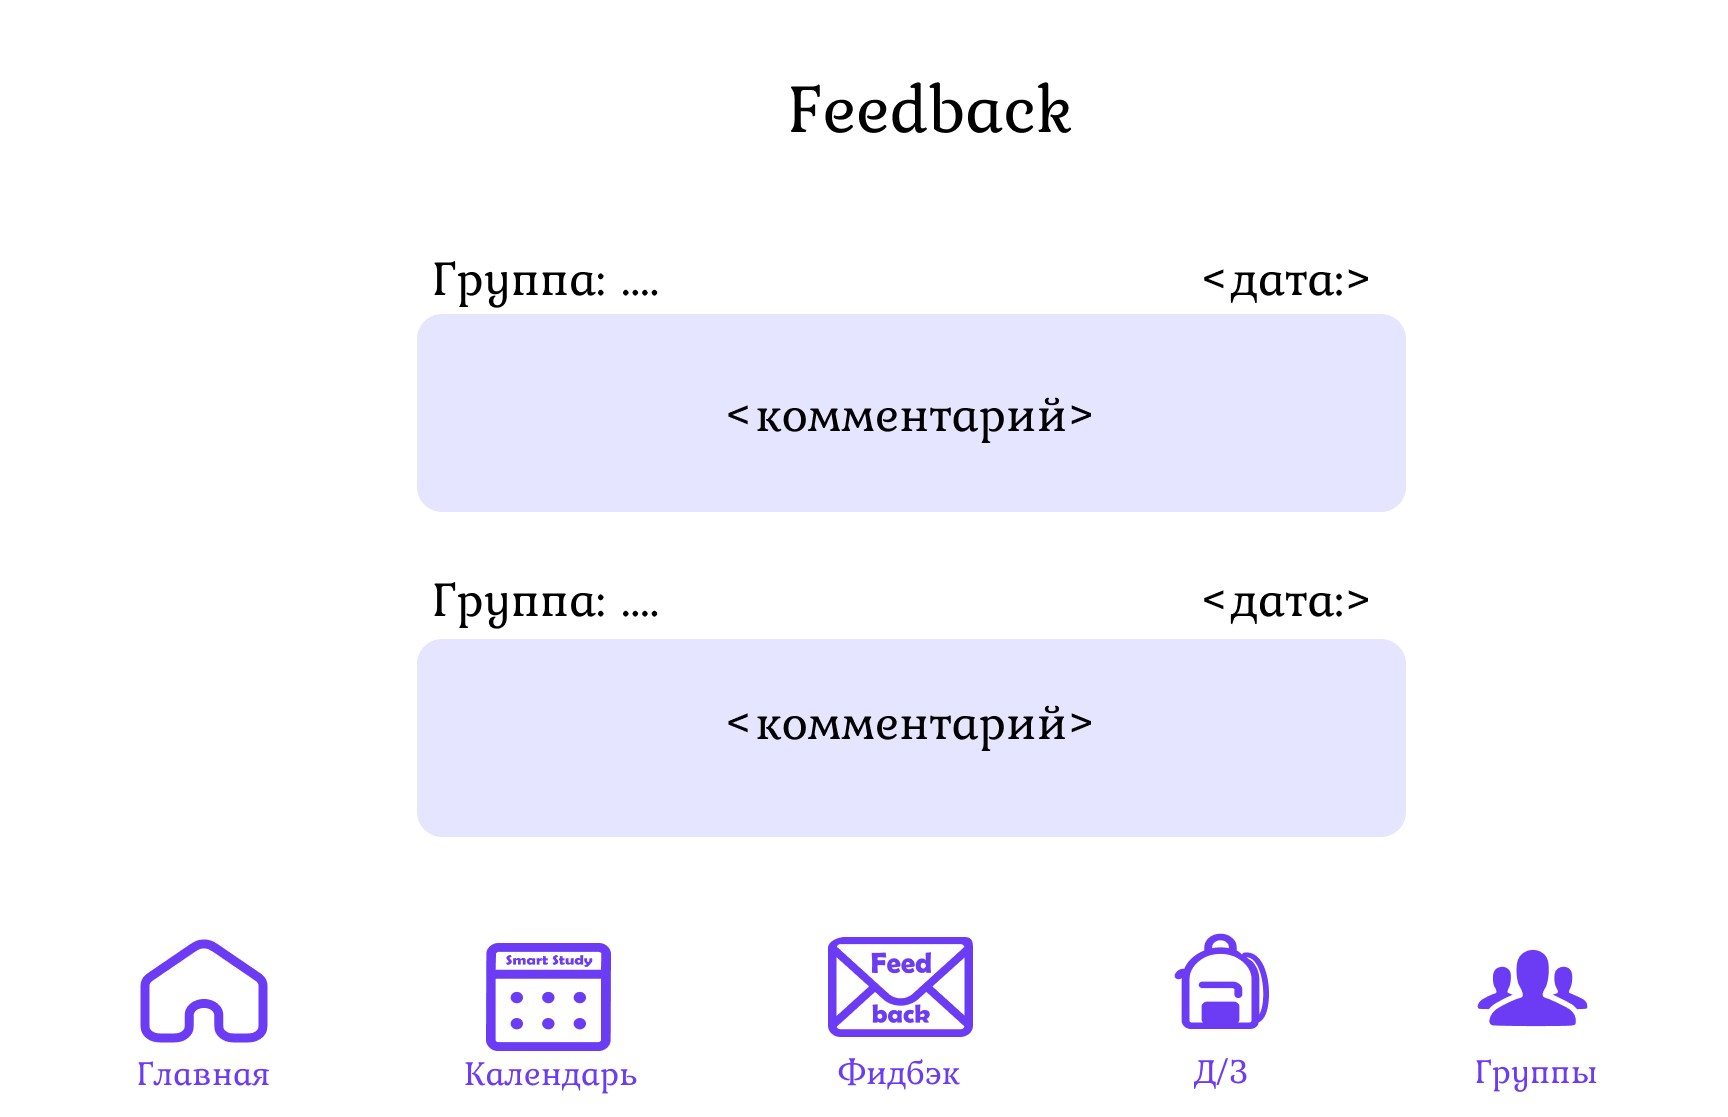 Feedback
Группа: .... <дата:>
<комментарий>
Группа: .... <дата:>
<комментарий>
Smart Study
Feed
back
Главная Календарь Фидбэк Д/З Группы